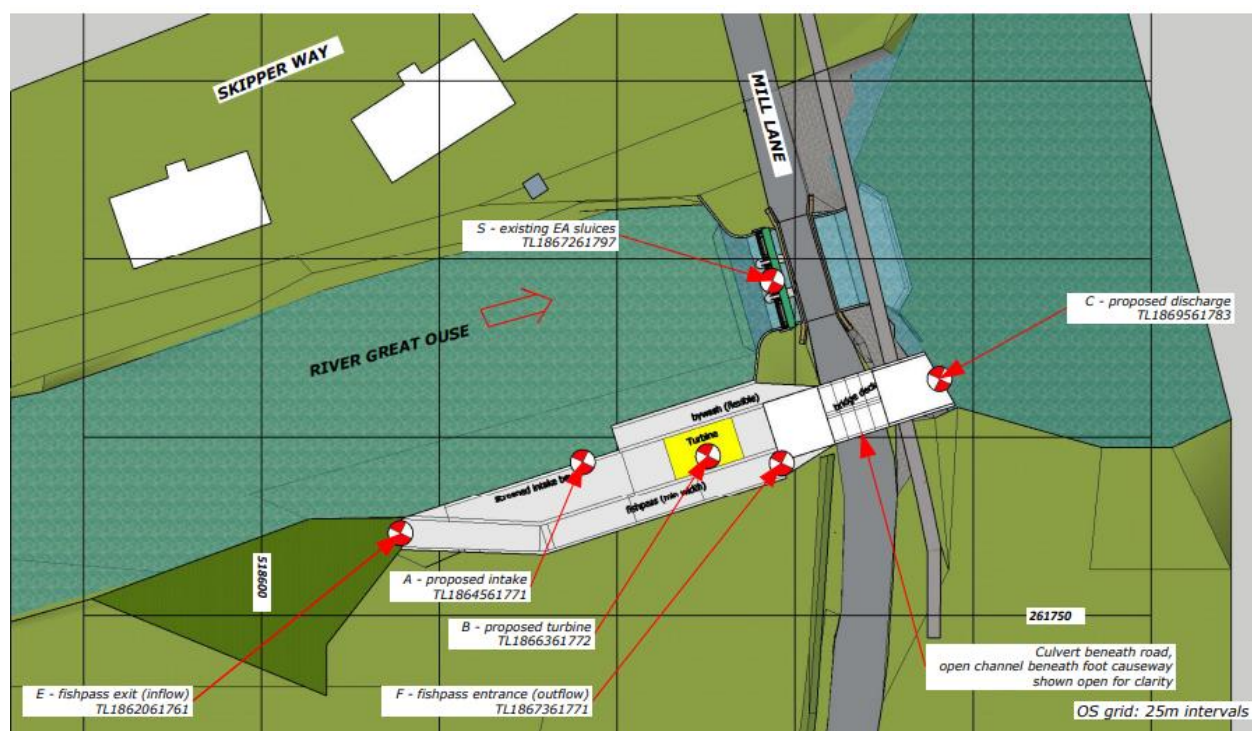 SKIPPER WAY
MILL LANE
S - existing EA sluices
TL1867261797
C - proposed discharge
TL1869561783
RIVER GREAT OUSE
bywash (flexible)
bridge deck
Turbine
screened intake
fishpass (min width)
518600
A - proposed intake
TL1864561771
B - proposed turbine
TL1866361772
261750
Culvert beneath road,
open channel beneath foot causeway
shown open for clarity
E - fishpass exit (inflow)
TL1862061761
F - fishpass entrance (outflow)
TL1867361771
OS grid: 25m intervals